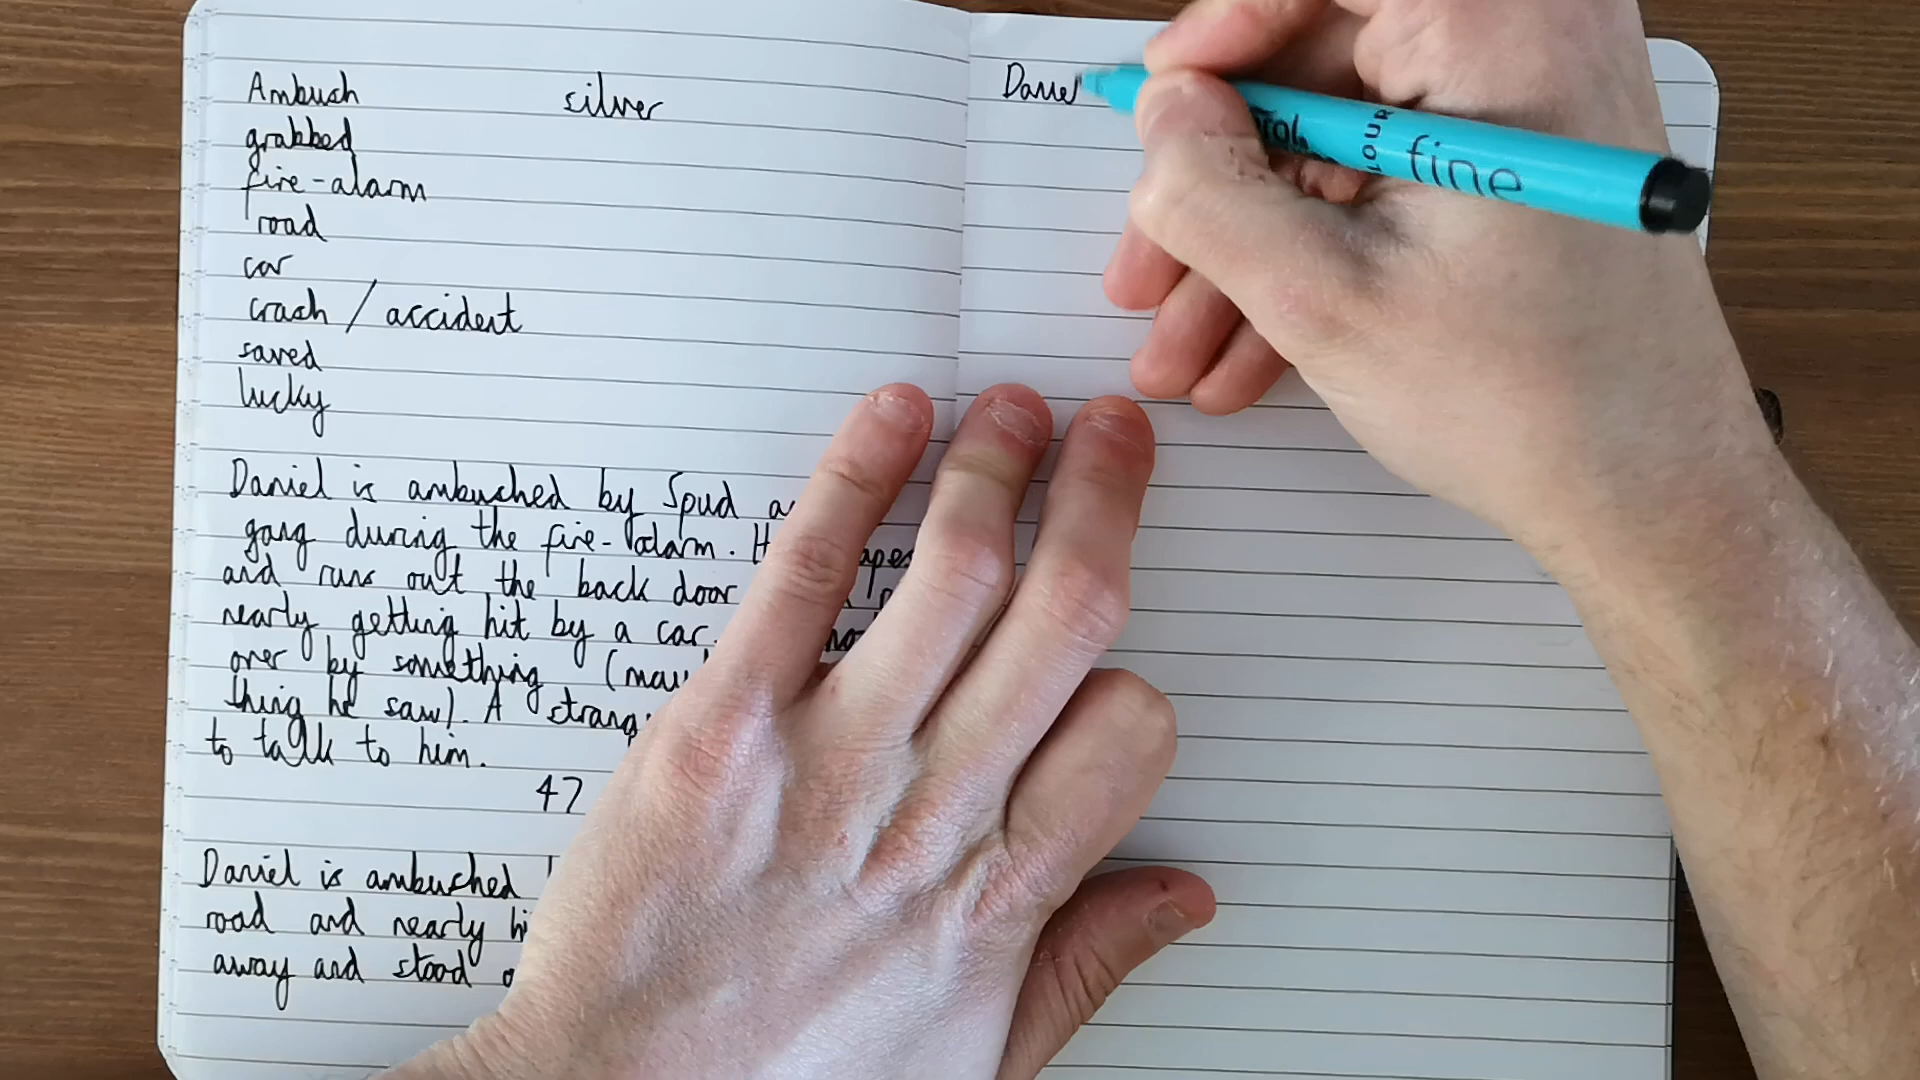 Ambush silver
grabbed
fire-alarm
road
car
crash / accident
saved
lucky
Daniel is ambushed by Spud
gang during the fire-alarm.
and runs out the back door
nearly getting hit by a car.
over by something
thing he saw). A
to talk to him.
47
Daniel is ambushed
road and nearly
away and stood
Daniel
fine